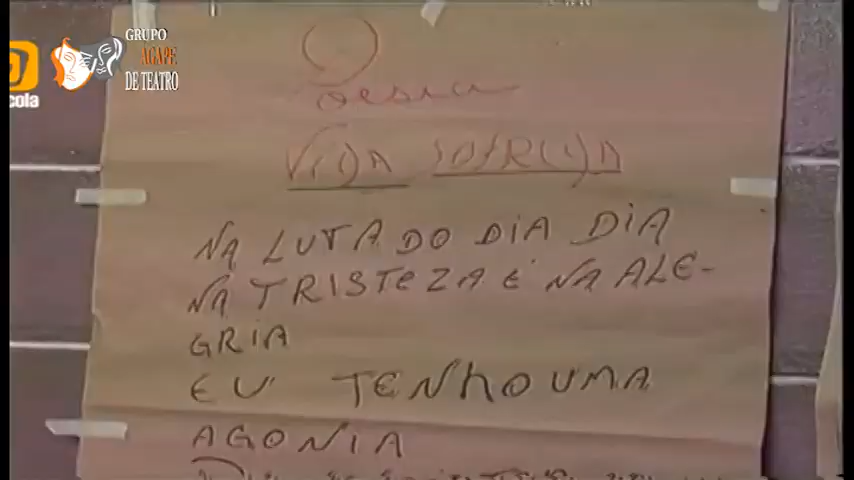 GRUPO
AGAPE
DE TEATRO
cola
Poesia
VIDA SOFRIDA
NA LUTA DO DIA DIA
NA TRISTEZA E NA ALE-
GRIA
EU TENHO UMA
AGONIA